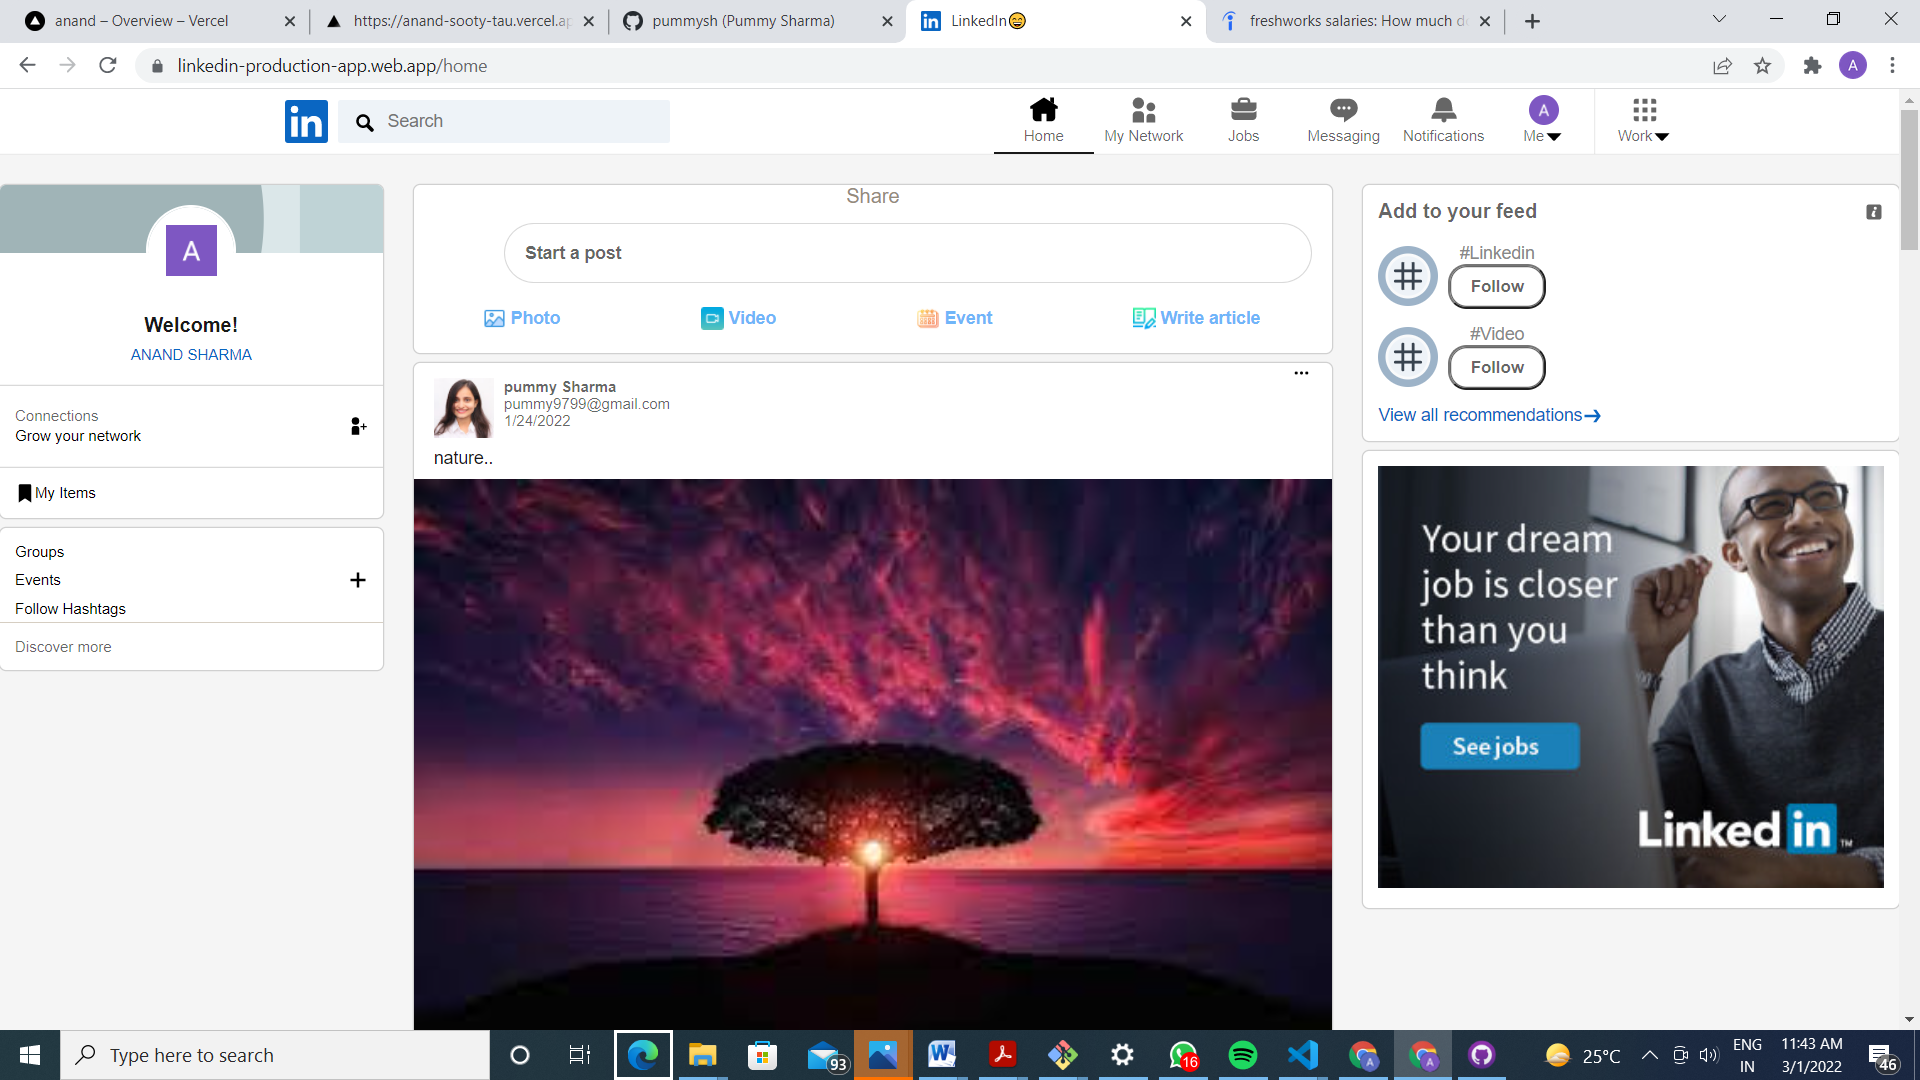 anand – Overview – Vercel
https://anand-sooty-tau.vercel.ap
pummysh (Pummy Sharma)
LinkedIn😄
freshworks salaries: How much d
linkedin-production-app.web.app/home
A
in
Search
Home
My Network
Jobs
Messaging
Notifications
A
Me
Work
A
Welcome!
ANAND SHARMA
Connections
Grow your network
My Items
Groups
Events
Follow Hashtags
Discover more
Share
Start a post
Photo
Video
Event
Write article
pummy Sharma
pummy9799@gmail.com
1/24/2022
nature..
Add to your feed
#Linkedin
Follow
#Video
Follow
View all recommendations
Your dream
job is closer
than you
think
See jobs
Linked in ™
Type here to search
93
16
25°C
ENG
IN
11:43 AM
3/1/2022
46